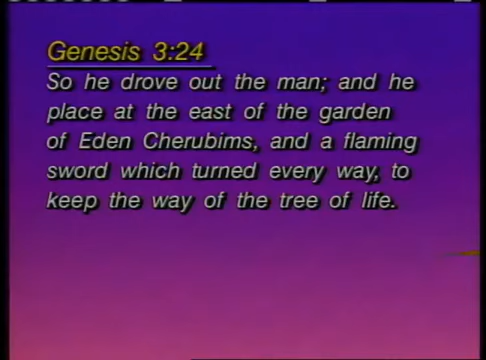 Genesis 3:24
So he drove out the man; and he
place at the east of the garden
of Eden Cherubims, and a flaming
sword which turned every way, to
keep the way of the tree of life.